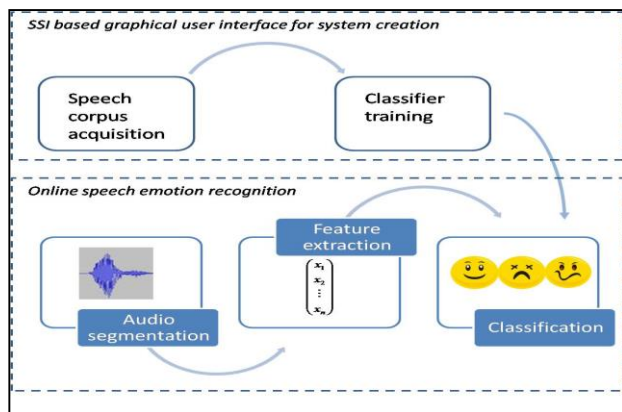 SSI based graphical user interface for system creation
Speech
corpus
acquisition
Classifier
training
Online speech emotion recognition
Feature
extraction
x1
x2
⋮
xn
Audio
segmentation
Classification